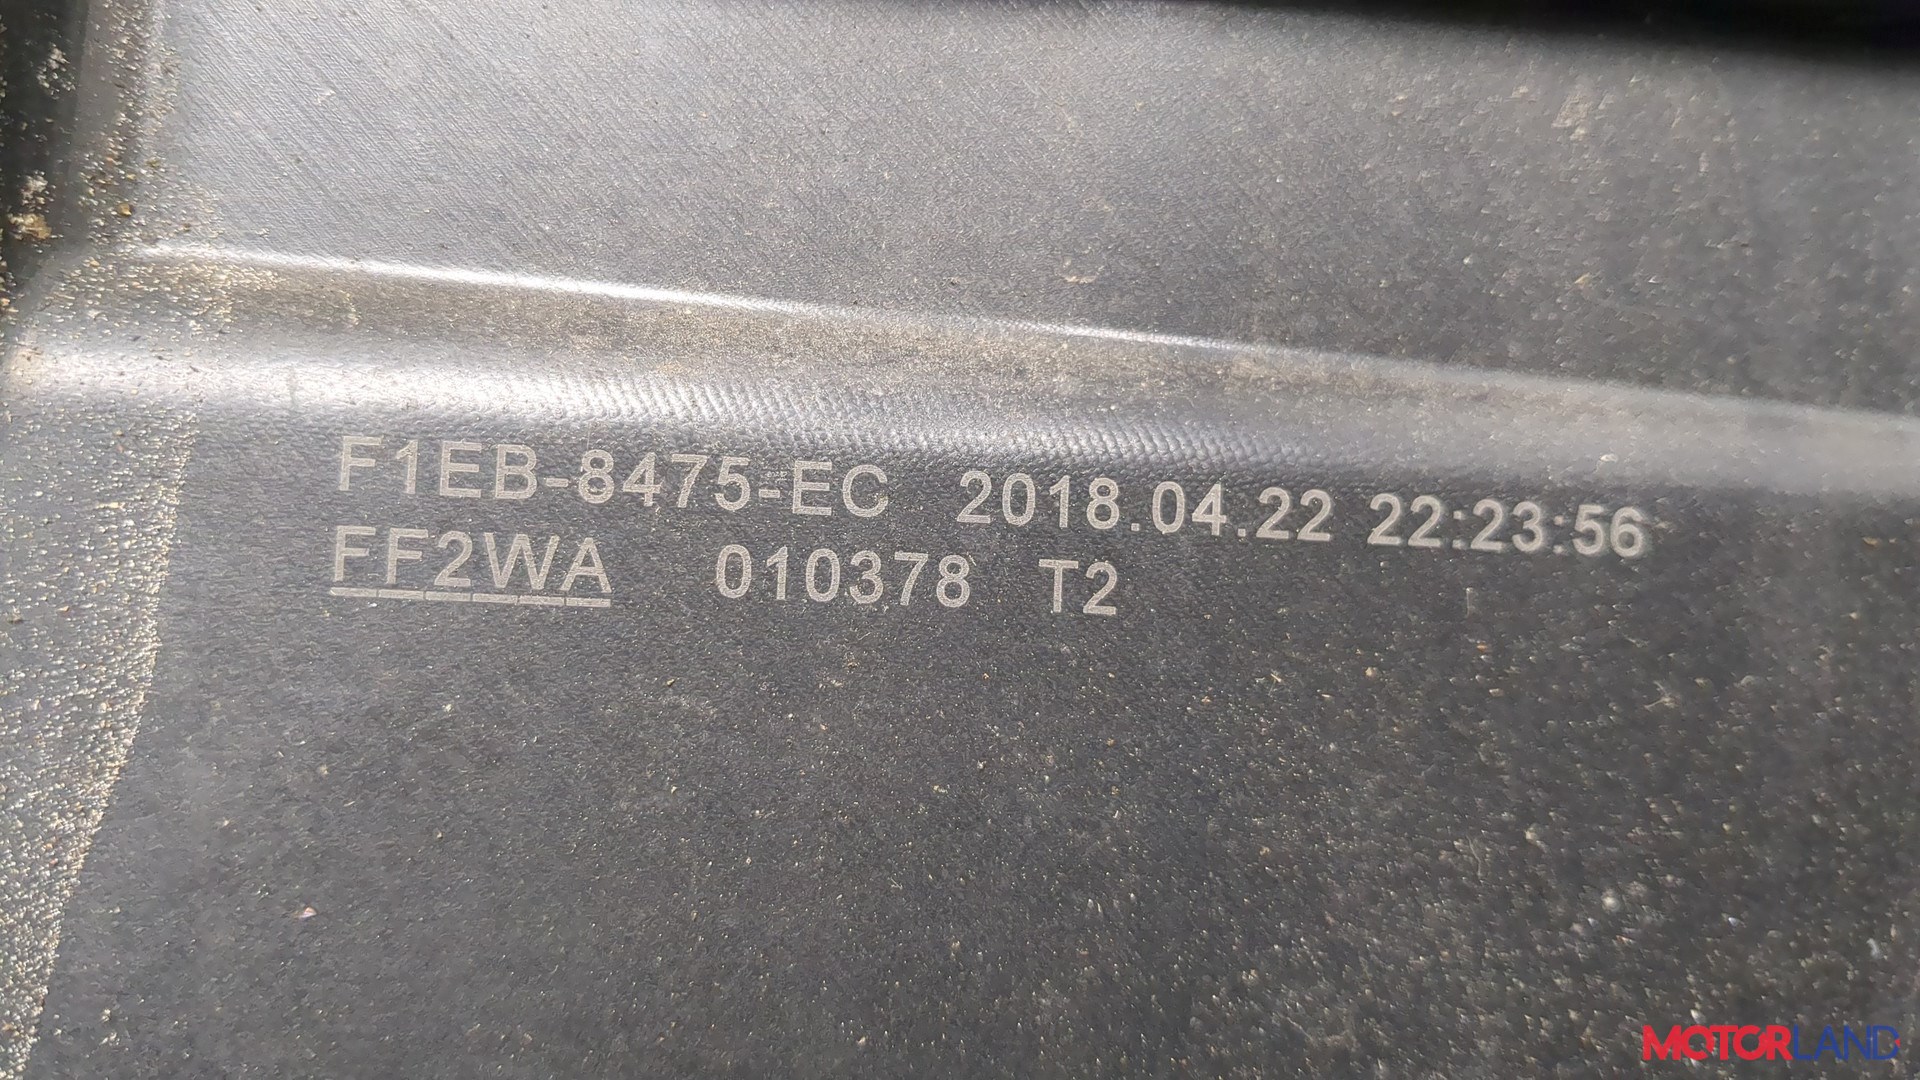 F1EB-8475-EC 2018.04.22 22:23:56
FF2WA 010378 T2
MOTORLAND